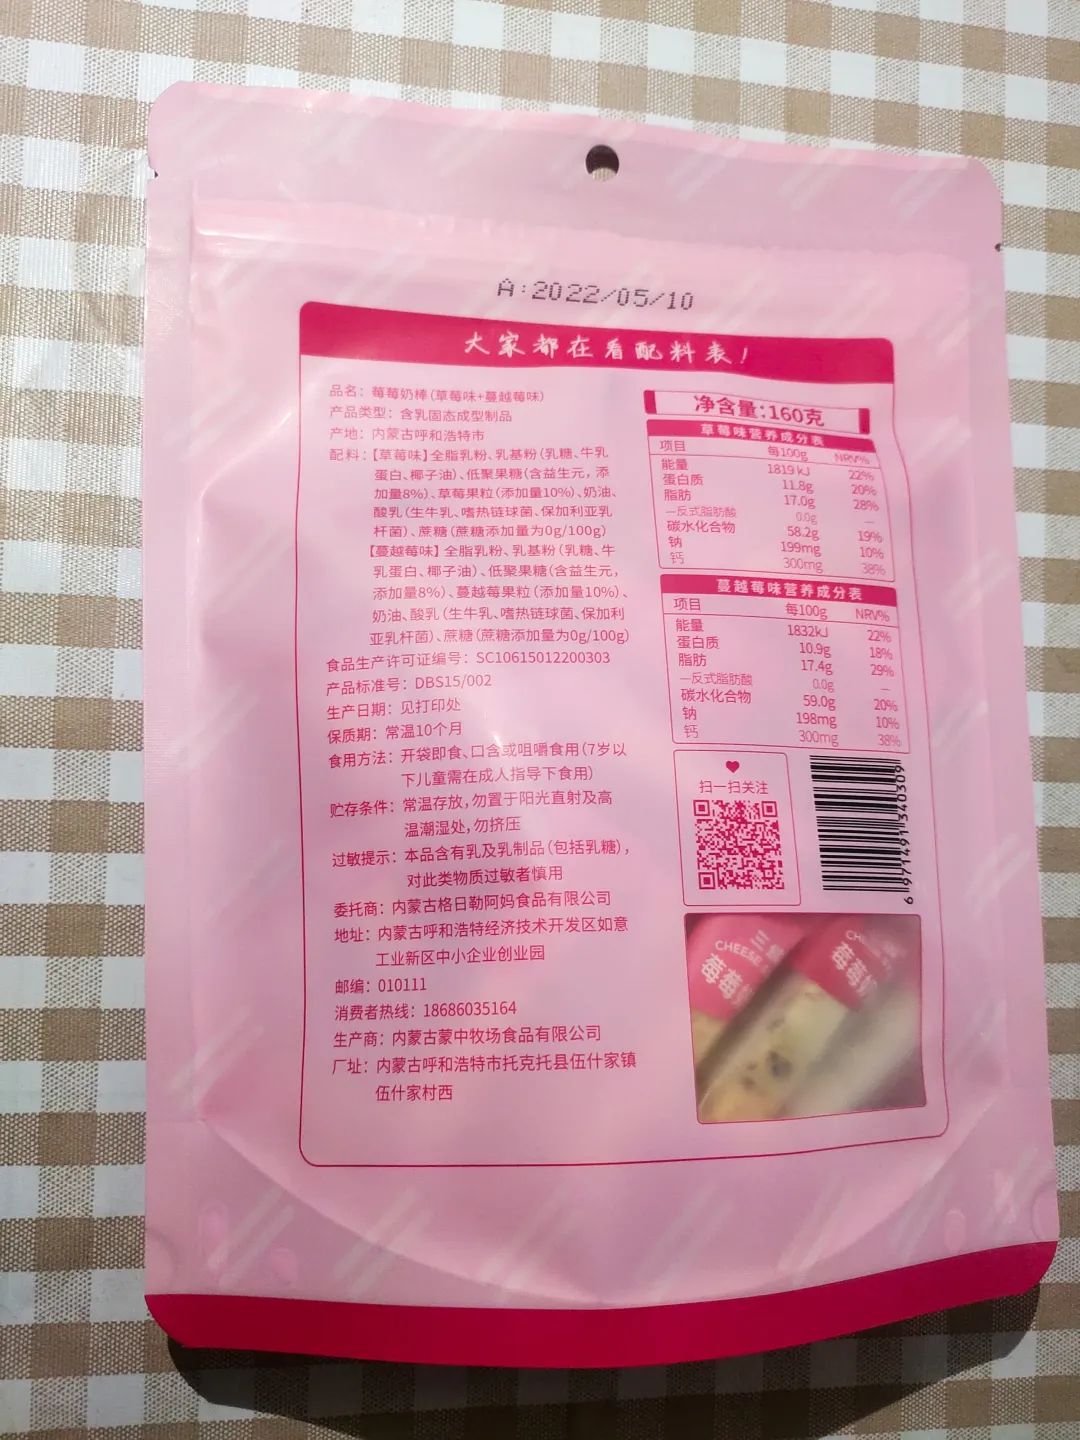 A:2022/05/10
大家都在看配料表!
品名：莓莓奶棒（草莓味+蔓越莓味）
产品类型：含乳固态成型制品
产地：内蒙古呼和浩特市
配料：【草莓味】全脂乳粉、乳基粉（乳糖、牛乳
蛋白、椰子油）、低聚果糖（含益生元，添
加量8%）、草莓果粒（添加量10%）、奶油、
酸乳（生牛乳、嗜热链球菌、保加利亚乳
杆菌）、蔗糖（蔗糖添加量为0g/100g）
【蔓越莓味】全脂乳粉、乳基粉（乳糖、牛
乳蛋白、椰子油）、低聚果糖（含益生元，
添加量8%）、蔓越莓果粒（添加量10%）、
奶油、酸乳（生牛乳、嗜热链球菌、保加利
亚乳杆菌）、蔗糖（蔗糖添加量为0g/100g）
食品生产许可证编号：SC10615012200303
产品标准号：DBS15/002
生产日期：见打印处
保质期：常温10个月
食用方法：开袋即食、口含或咀嚼食用（7岁以
下儿童需在成人指导下食用）
贮存条件：常温存放，勿置于阳光直射及高
温潮湿处，勿挤压
过敏提示：本品含有乳及乳制品（包括乳糖），
对此类物质过敏者慎用
委托商：内蒙古格日勒阿妈食品有限公司
地址：内蒙古呼和浩特经济技术开发区如意
工业新区中小企业创业园
邮编：010111
消费者热线：18686035164
生产商：内蒙古蒙中牧场食品有限公司
厂址：内蒙古呼和浩特市托克托县伍什家镇
伍什家村西
净含量：160克
草莓味营养成分表
项目 每100g NRV%
能量 1819 kJ 22%
蛋白质 11.8g 20%
脂肪 17.0g 28%
—反式脂肪酸 0.0g —
碳水化合物 58.2g 19%
钠 199mg 10%
钙 300mg 38%
蔓越莓味营养成分表
项目 每100g NRV%
能量 1832kJ 22%
蛋白质 10.9g 18%
脂肪 17.4g 29%
—反式脂肪酸 0.0g —
碳水化合物 59.0g 20%
钠 198mg 10%
钙 300mg 38%
扫一扫关注
6 971491 340309
CHEESE
莓莓
莓莓